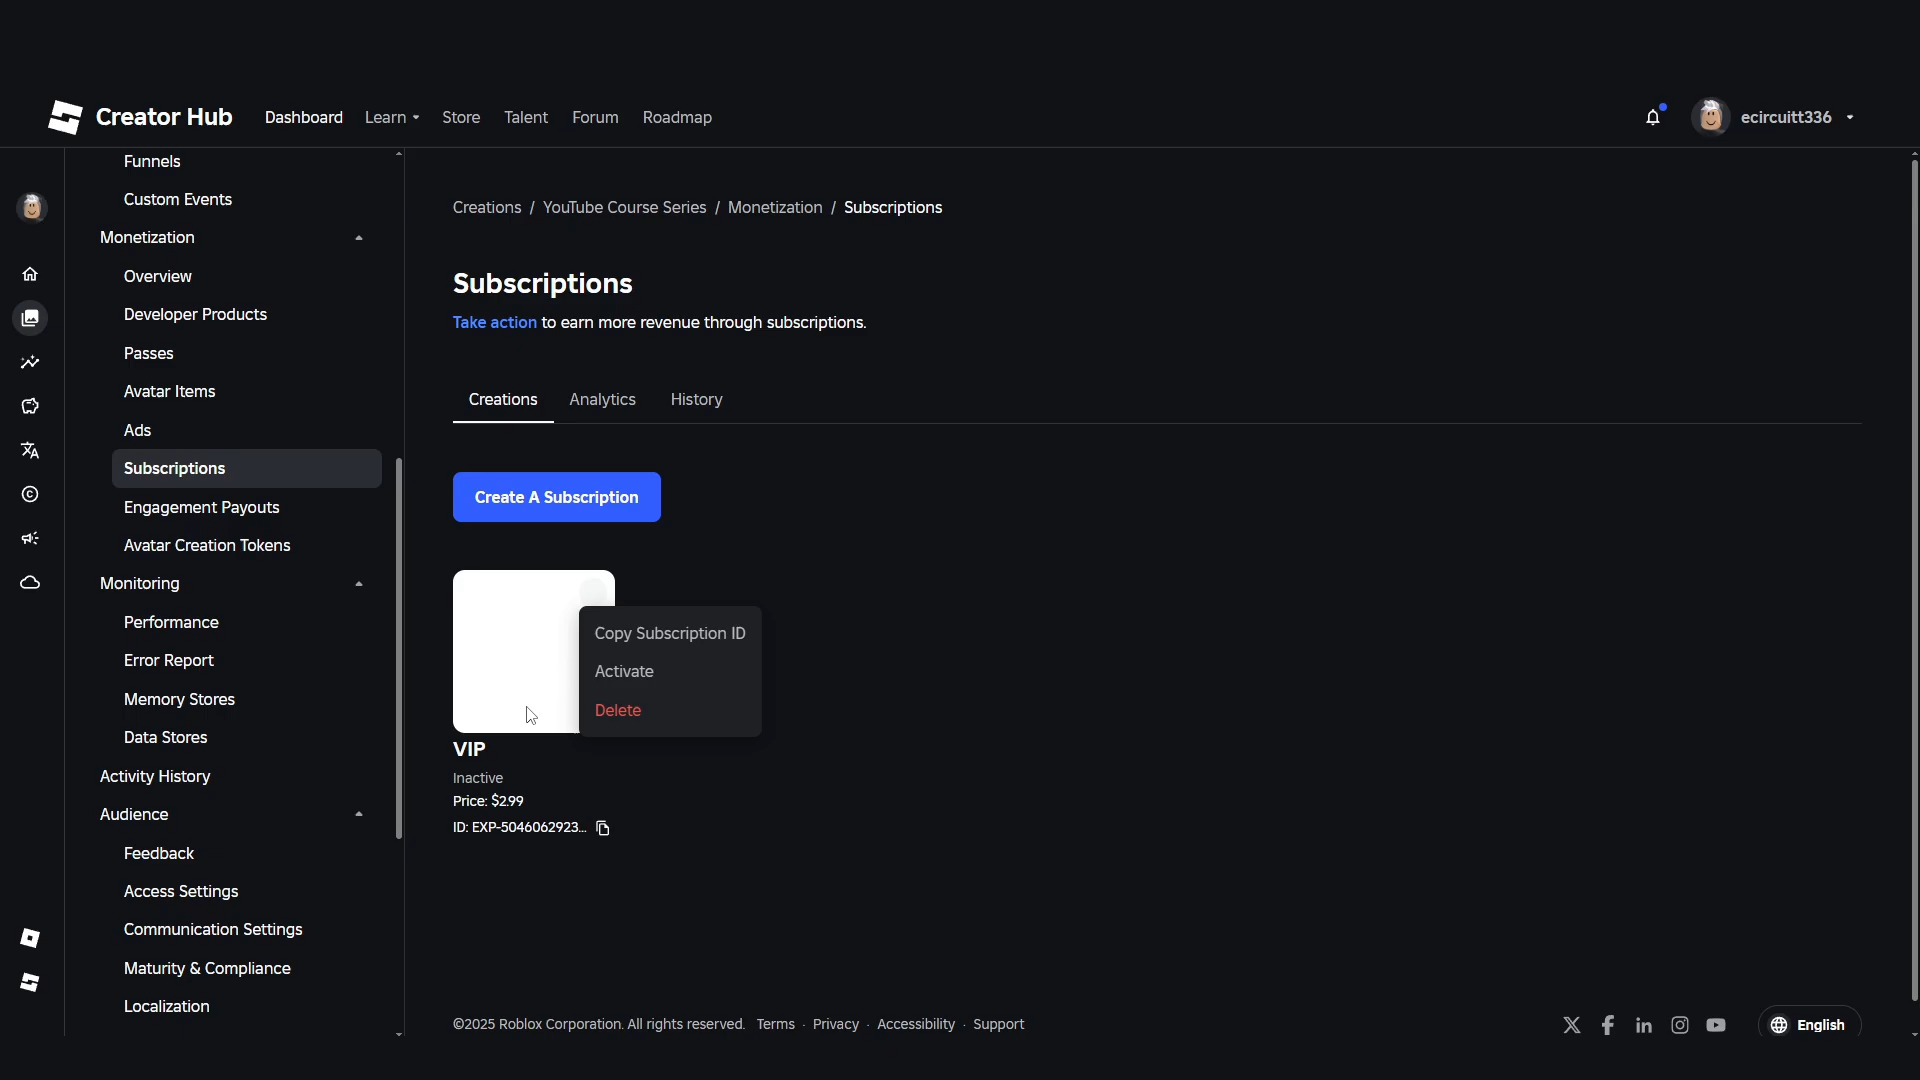 Creator Hub
Dashboard
Learn
Store
Talent
Forum
Roadmap
ecircuitt336
Funnels
Custom Events
Monetization
Overview
Developer Products
Passes
Avatar Items
Ads
Subscriptions
Engagement Payouts
Avatar Creation Tokens
Monitoring
Performance
Error Report
Memory Stores
Data Stores
Activity History
Audience
Feedback
Access Settings
Communication Settings
Maturity & Compliance
Localization
Creations / YouTube Course Series / Monetization / Subscriptions
Subscriptions
Take action to earn more revenue through subscriptions.
Creations
Analytics
History
Create A Subscription
Copy Subscription ID
Activate
Delete
VIP
Inactive
Price: $2.99
ID: EXP-5046062923...
©2025 Roblox Corporation. All rights reserved. Terms · Privacy · Accessibility · Support
English